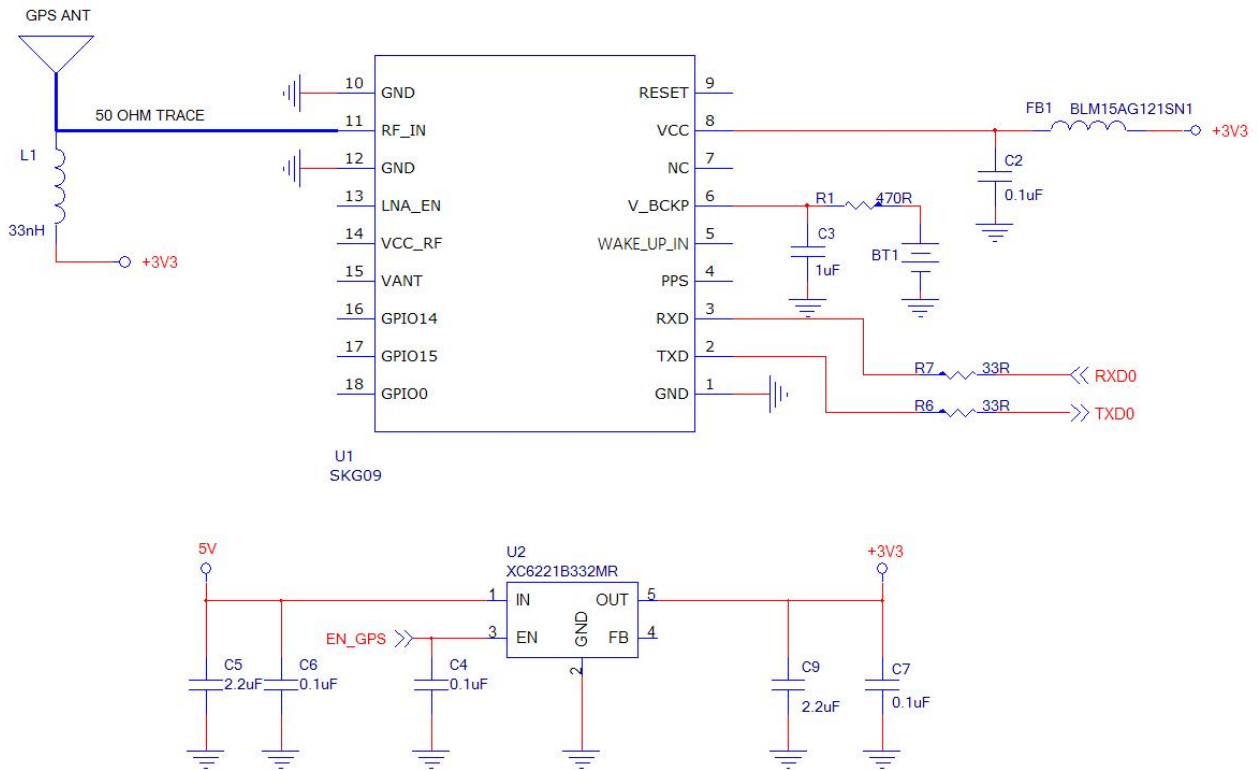 GPS ANT
50 OHM TRACE
L1
33nH
+3V3
10 GND
11 RF_IN
12 GND
13 LNA_EN
14 VCC_RF
15 VANT
16 GPIO14
17 GPIO15
18 GPIO0
RESET 9
VCC 8
NC 7
V_BCKP 6
WAKE_UP_IN 5
PPS 4
RXD 3
TXD 2
GND 1
U1
SKG09
FB1 BLM15AG121SN1
+3V3
C2
0.1uF
R1 470R
C3
1uF
BT1
R7 33R RXD0
R6 33R TXD0
5V
U2
XC6221B332MR
+3V3
1 IN OUT 5
EN_GPS 3 EN FB 4
GND
2
C5
2.2uF
C6
0.1uF
C4
0.1uF
C9
2.2uF
C7
0.1uF